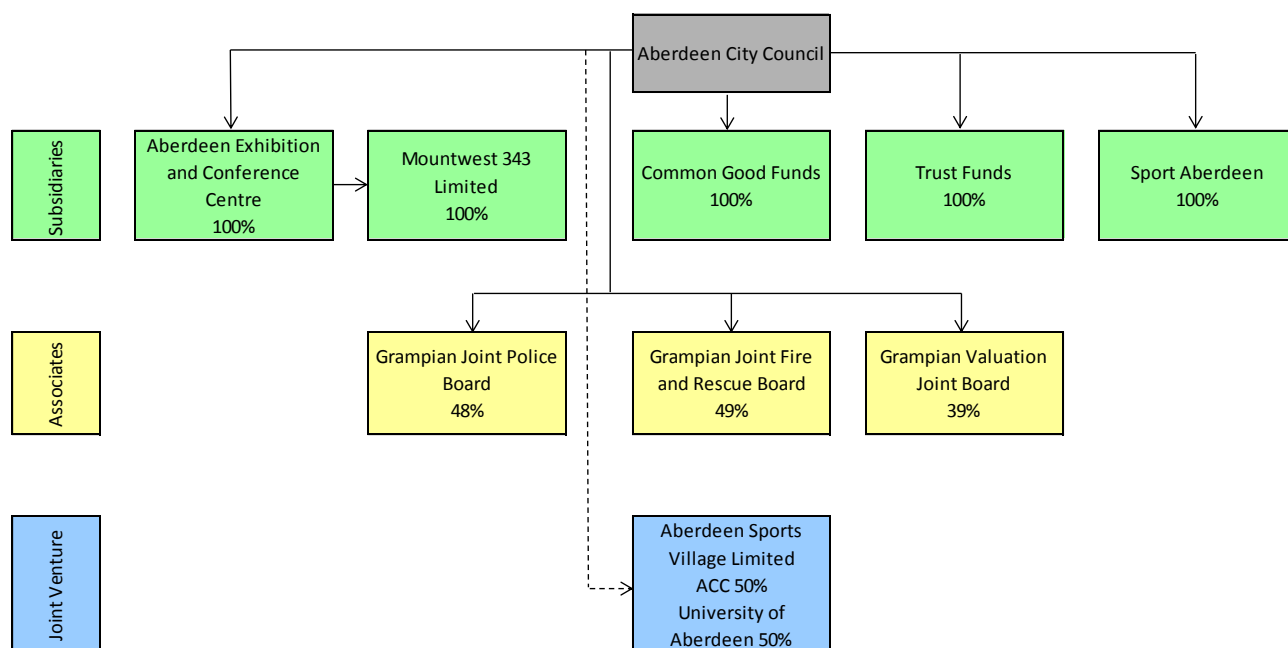 Aberdeen City Council
Subsidiaries
Aberdeen Exhibition
and Conference
Centre
100%
Mountwest 343
Limited
100%
Common Good Funds
100%
Trust Funds
100%
Sport Aberdeen
100%
Associates
Grampian Joint Police
Board
48%
Grampian Joint Fire
and Rescue Board
49%
Grampian Valuation
Joint Board
39%
Joint Venture
Aberdeen Sports
Village Limited
ACC 50%
University of
Aberdeen 50%